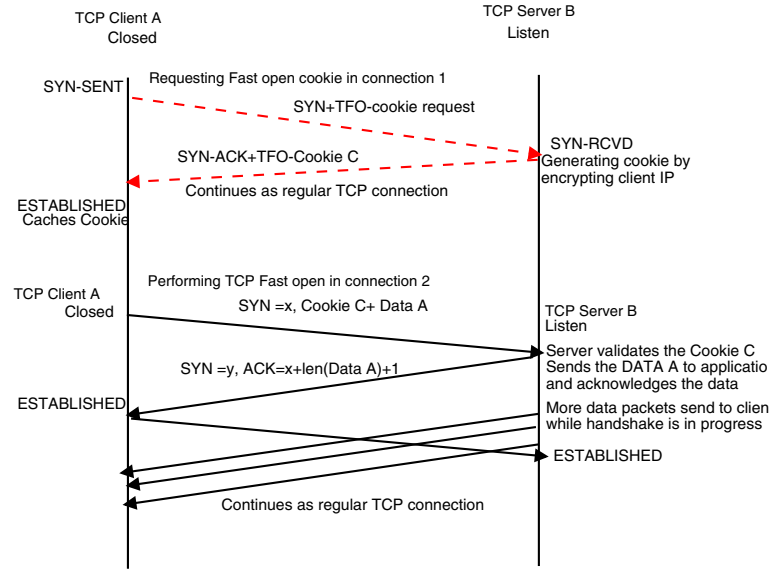 TCP Client A
Closed
TCP Server B
Listen
Requesting Fast open cookie in connection 1
SYN-SENT
SYN+TFO-cookie request
SYN-RCVD
Generating cookie by
encrypting client IP
SYN-ACK+TFO-Cookie C
Continues as regular TCP connection
ESTABLISHED
Caches Cookie
Performing TCP Fast open in connection 2
TCP Client A
Closed
SYN =x, Cookie C+ Data A
TCP Server B
Listen
Server validates the Cookie C
Sends the DATA A to applicatio
and acknowledges the data
SYN =y, ACK=x+len(Data A)+1
ESTABLISHED
More data packets send to clien
while handshake is in progress
ESTABLISHED
Continues as regular TCP connection